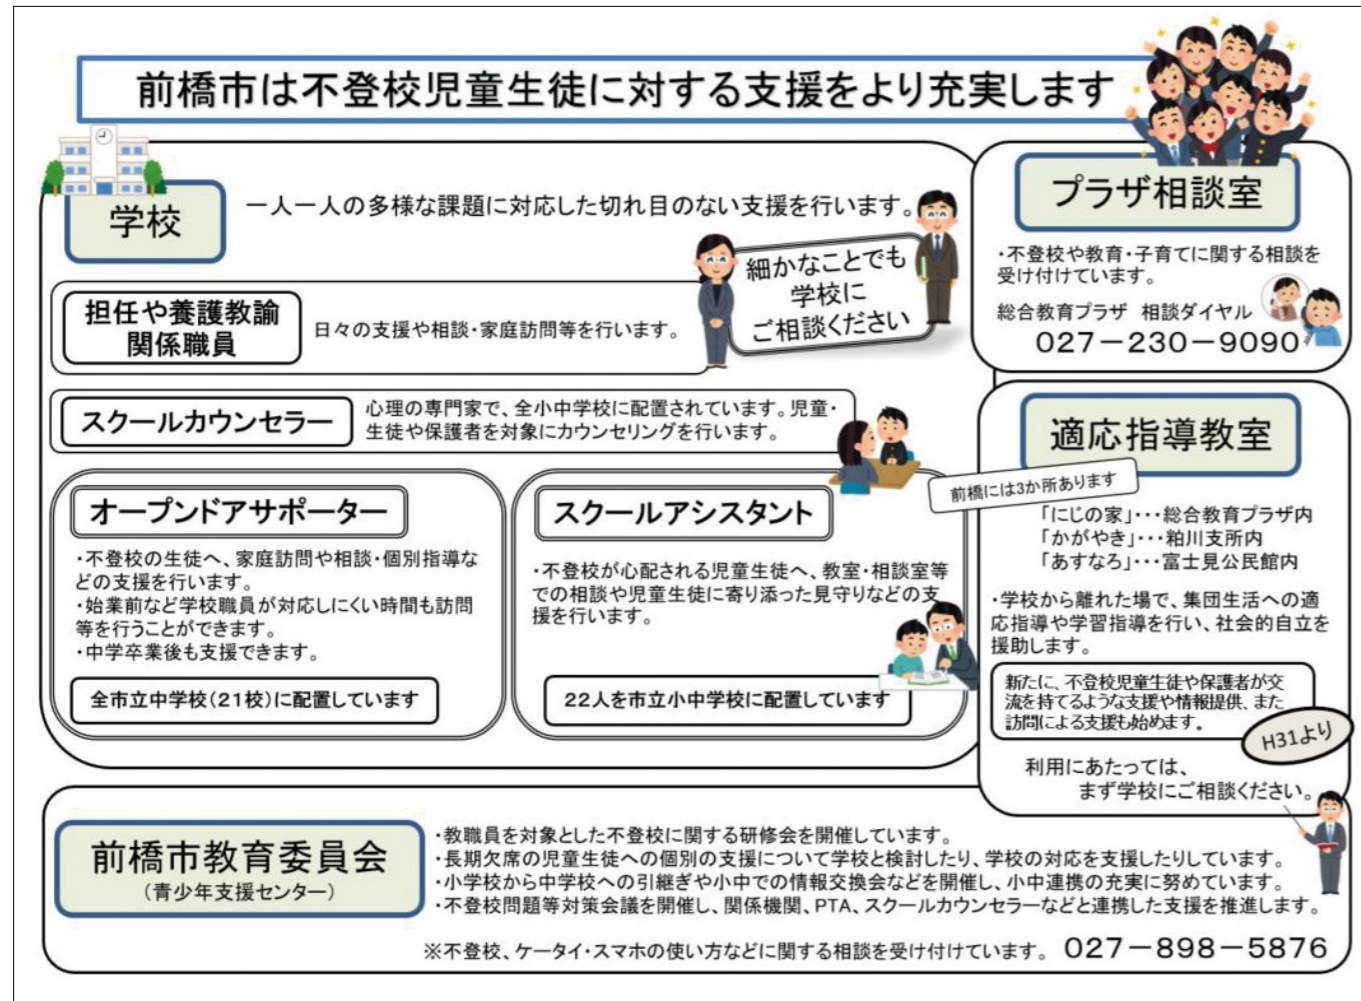 前橋市は不登校児童生徒に対する支援をより充実します
学校
一人一人の多様な課題に対応した切れ目のない支援を行います。
細かなことでも
学校に
ご相談ください
担任や養護教諭
関係職員
日々の支援や相談・家庭訪問等を行います。
スクールカウンセラー
心理の専門家で、全小中学校に配置されています。児童・
生徒や保護者を対象にカウンセリングを行います。
オープンドアサポーター
・不登校の生徒へ、家庭訪問や相談・個別指導な
どの支援を行います。
・始業前など学校職員が対応しにくい時間も訪問
等を行うことができます。
・中学卒業後も支援できます。
全市立中学校(21校)に配置しています
スクールアシスタント
・不登校が心配される児童生徒へ、教室・相談室等
での相談や児童生徒に寄り添った見守りなどの支
援を行います。
22人を市立小中学校に配置しています
プラザ相談室
・不登校や教育・子育てに関する相談を
受け付けています。
総合教育プラザ 相談ダイヤル
027-230-9090
適応指導教室
前橋には3か所あります
「にじの家」・・・総合教育プラザ内
「かがやき」・・・粕川支所内
「あすなろ」・・・富士見公民館内
・学校から離れた場で、集団生活への適
応指導や学習指導を行い、社会的自立を
援助します。
新たに、不登校児童生徒や保護者が交
流を持てるような支援や情報提供、また
訪問による支援も始めます。
H31より
利用にあたっては、
まず学校にご相談ください。
前橋市教育委員会
(青少年支援センター)
・教職員を対象とした不登校に関する研修会を開催しています。
・長期欠席の児童生徒への個別の支援について学校と検討したり、学校の対応を支援したりしています。
・小学校から中学校への引継ぎや小中での情報交換会などを開催し、小中連携の充実に努めています。
・不登校問題等対策会議を開催し、関係機関、PTA、スクールカウンセラーなどと連携した支援を推進します。
※不登校、ケータイ・スマホの使い方などに関する相談を受け付けています。 027-898-5876